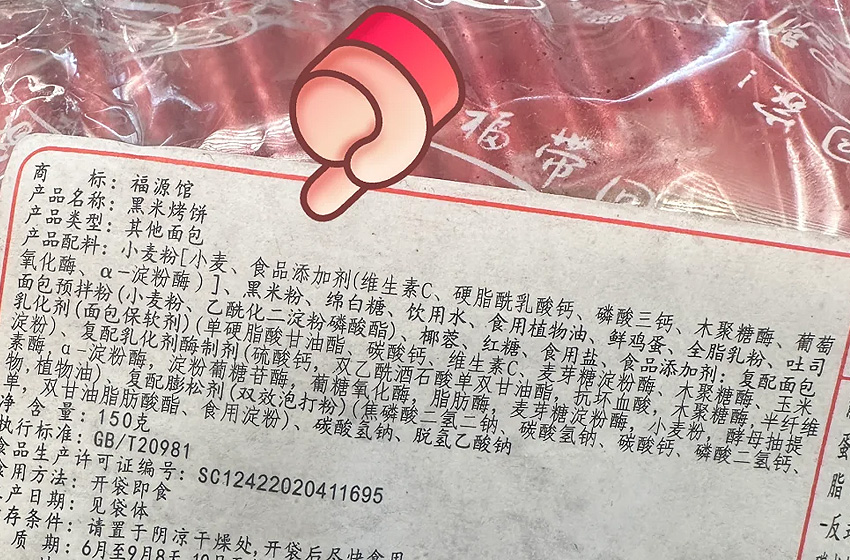 福带
商标：福源馆
产品名称：黑米烤饼
产品类型：其他面包
产品配料：小麦粉[小麦、食品添加剂(维生素C、硬脂酰乳酸钙、磷酸三钙、木聚糖酶、葡萄
氧化酶、α-淀粉酶)]、黑米粉、绵白糖、饮用水、食用植物油、鲜鸡蛋、全脂乳粉、吐司
面包预拌粉(小麦粉、乙酰化二淀粉磷酸酯)、椰蓉、红糖、食用盐、食品添加剂：复配面包
乳化剂(面包保软剂)(单硬脂酸甘油酯、碳酸钙、维生素C、麦芽糖淀粉酶、木聚糖酶、玉米
淀粉)、复配乳化剂酶制剂(硫酸钙，双乙酰酒石酸单双甘油酯，抗坏血酸，木聚糖酶，半纤维
素酶，α-淀粉酶，淀粉葡糖苷酶，葡糖氧化酶，脂肪酶，麦芽糖淀粉酶，小麦粉，酵母抽提
物，植物油)、复配膨松剂(双效泡打粉)(焦磷酸二氢二钠、碳酸氢钠、碳酸钙、磷酸二氢钙、
单，双甘油脂肪酸酯、食用淀粉)、碳酸氢钠、脱氢乙酸钠
净含量：150克
执行标准：GB/T20981
食品生产许可证编号：SC12422020411695
食用方法：开袋即食
生产日期：见袋体
存条件：请置于阴凉干燥处，开袋后尽快食用
质期：6月至9月8天，10月
蛋
脂